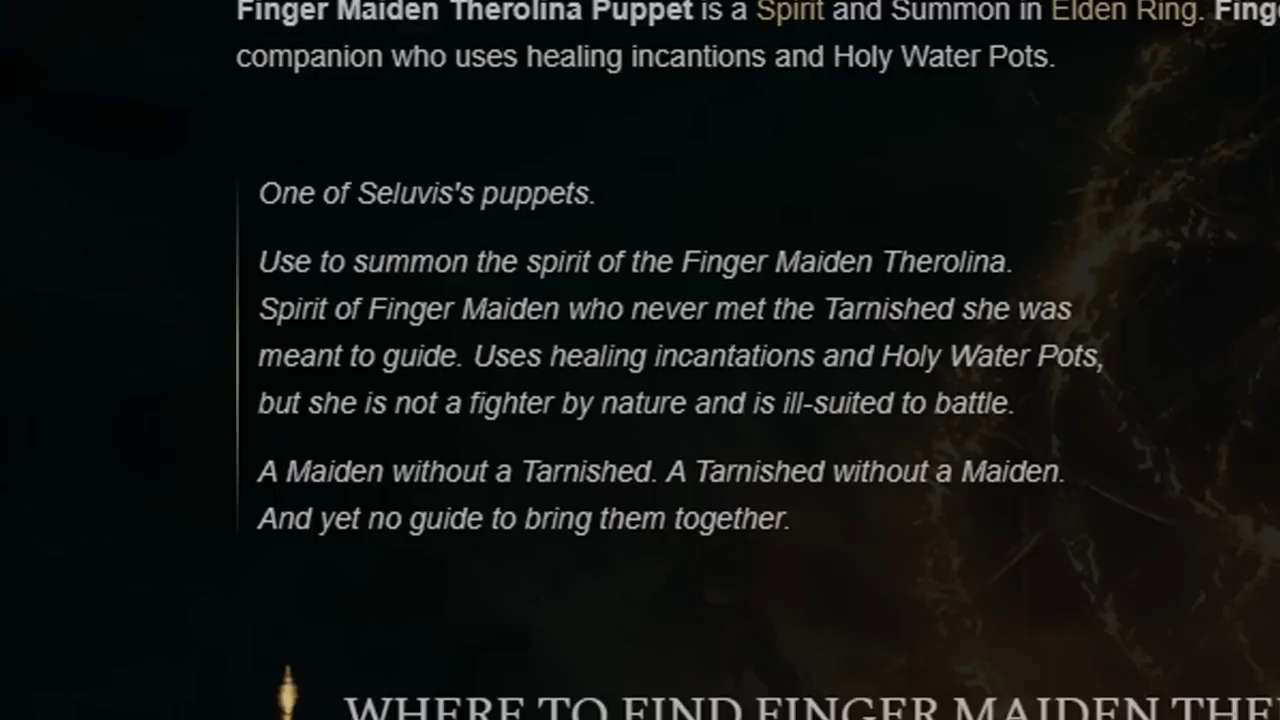 Finger Maiden Therolina Puppet is a Spirit and Summon in Elden Ring. Fing
companion who uses healing incantions and Holy Water Pots.
One of Seluvis's puppets.
Use to summon the spirit of the Finger Maiden Therolina.
Spirit of Finger Maiden who never met the Tarnished she was
meant to guide. Uses healing incantations and Holy Water Pots,
but she is not a fighter by nature and is ill-suited to battle.
A Maiden without a Tarnished. A Tarnished without a Maiden.
And yet no guide to bring them together.
WHERE TO FIND FINGER MAIDEN THE